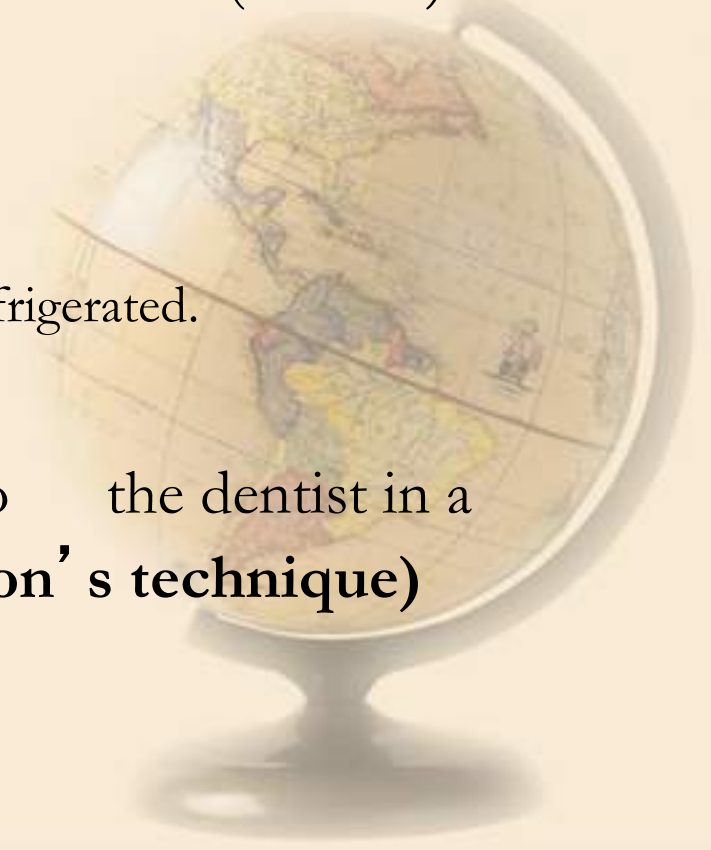 frigerated.
the dentist in a
on’s technique)